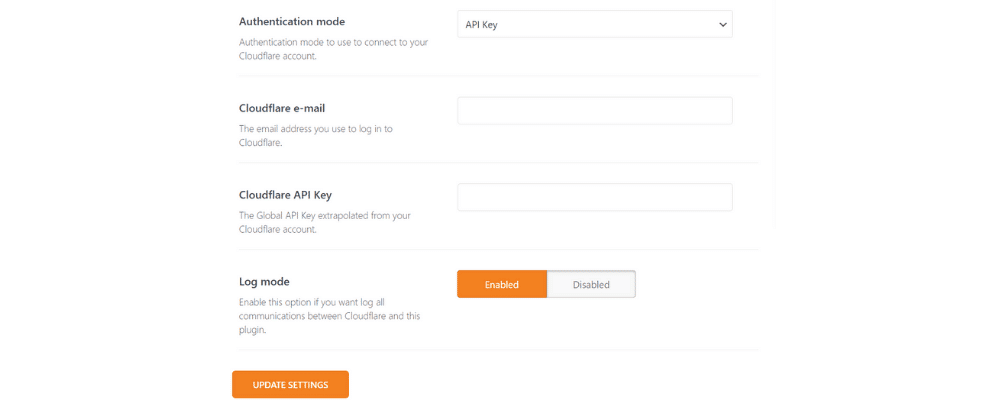 Authentication mode
API Key
Authentication mode to use to connect to your
Cloudflare account.
Cloudflare e-mail
The email address you use to log in to
Cloudflare.
Cloudflare API Key
The Global API Key extrapolated from your
Cloudflare account.
Log mode
Enabled
Disabled
Enable this option if you want log all
communications between Cloudflare and this
plugin.
UPDATE SETTINGS